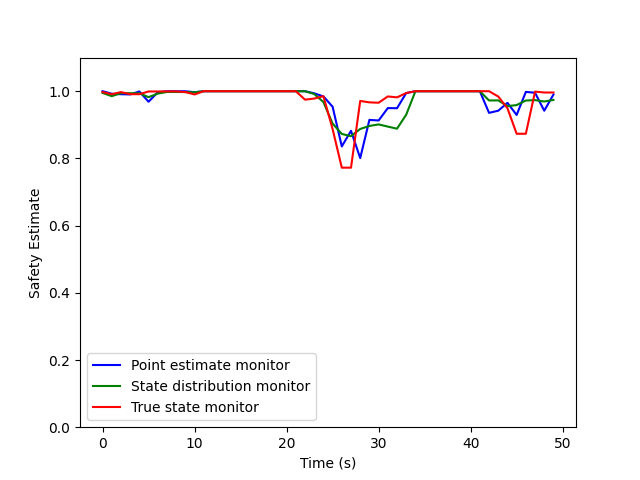 1.0
0.8
0.6
0.4
0.2
0.0
Safety Estimate
Point estimate monitor
State distribution monitor
True state monitor
0 10 20 30 40 50
Time (s)